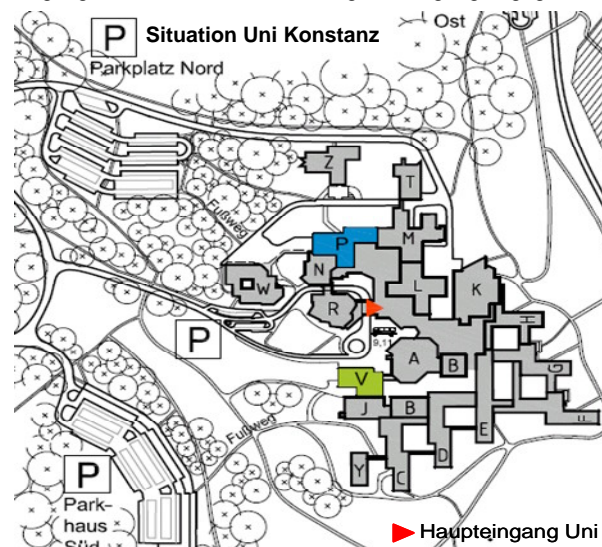 P
Situation Uni Konstanz
Ost
Parkplatz Nord
Z
T
Fußweg
P
M
N
W
L
K
R
P
9,11
H
A
B
V
G
J
B
F
Fußweg
E
D
P
Y
C
Park-
haus
Süd
Haupteingang Uni